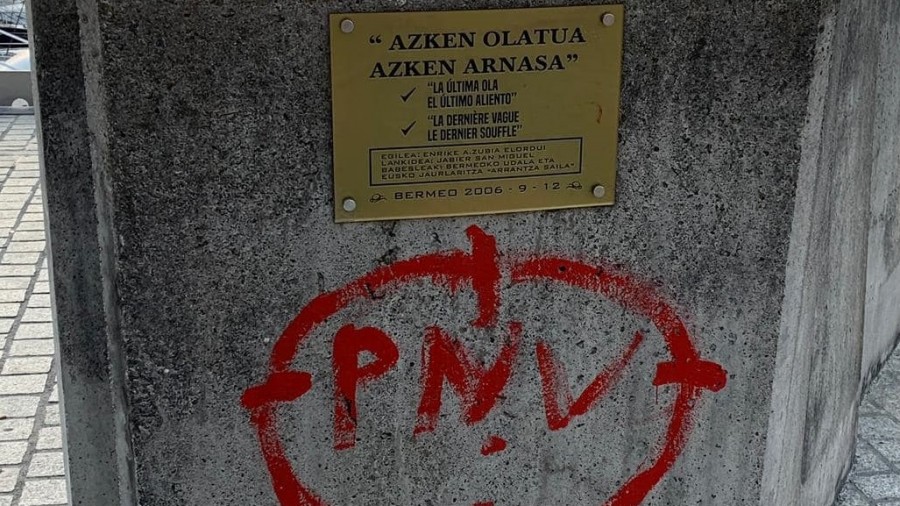 “ AZKEN OLATUA
AZKEN ARNASA”
“LA ÚLTIMA OLA
EL ÚLTIMO ALIENTO”
“LA DERNIÈRE VAGUE
LE DERNIER SOUFFLE”
EGILEA: ENRIKE A.ZUBIA ELORDUI
LANKIDEA: JABIER SAN MIGUEL
BABESLEAK: BERMEOKO UDALA ETA
EUSKO JAURLARITZA "ARRANTZA SAILA"
BERMEO 2006 - 9 - 12
PNV